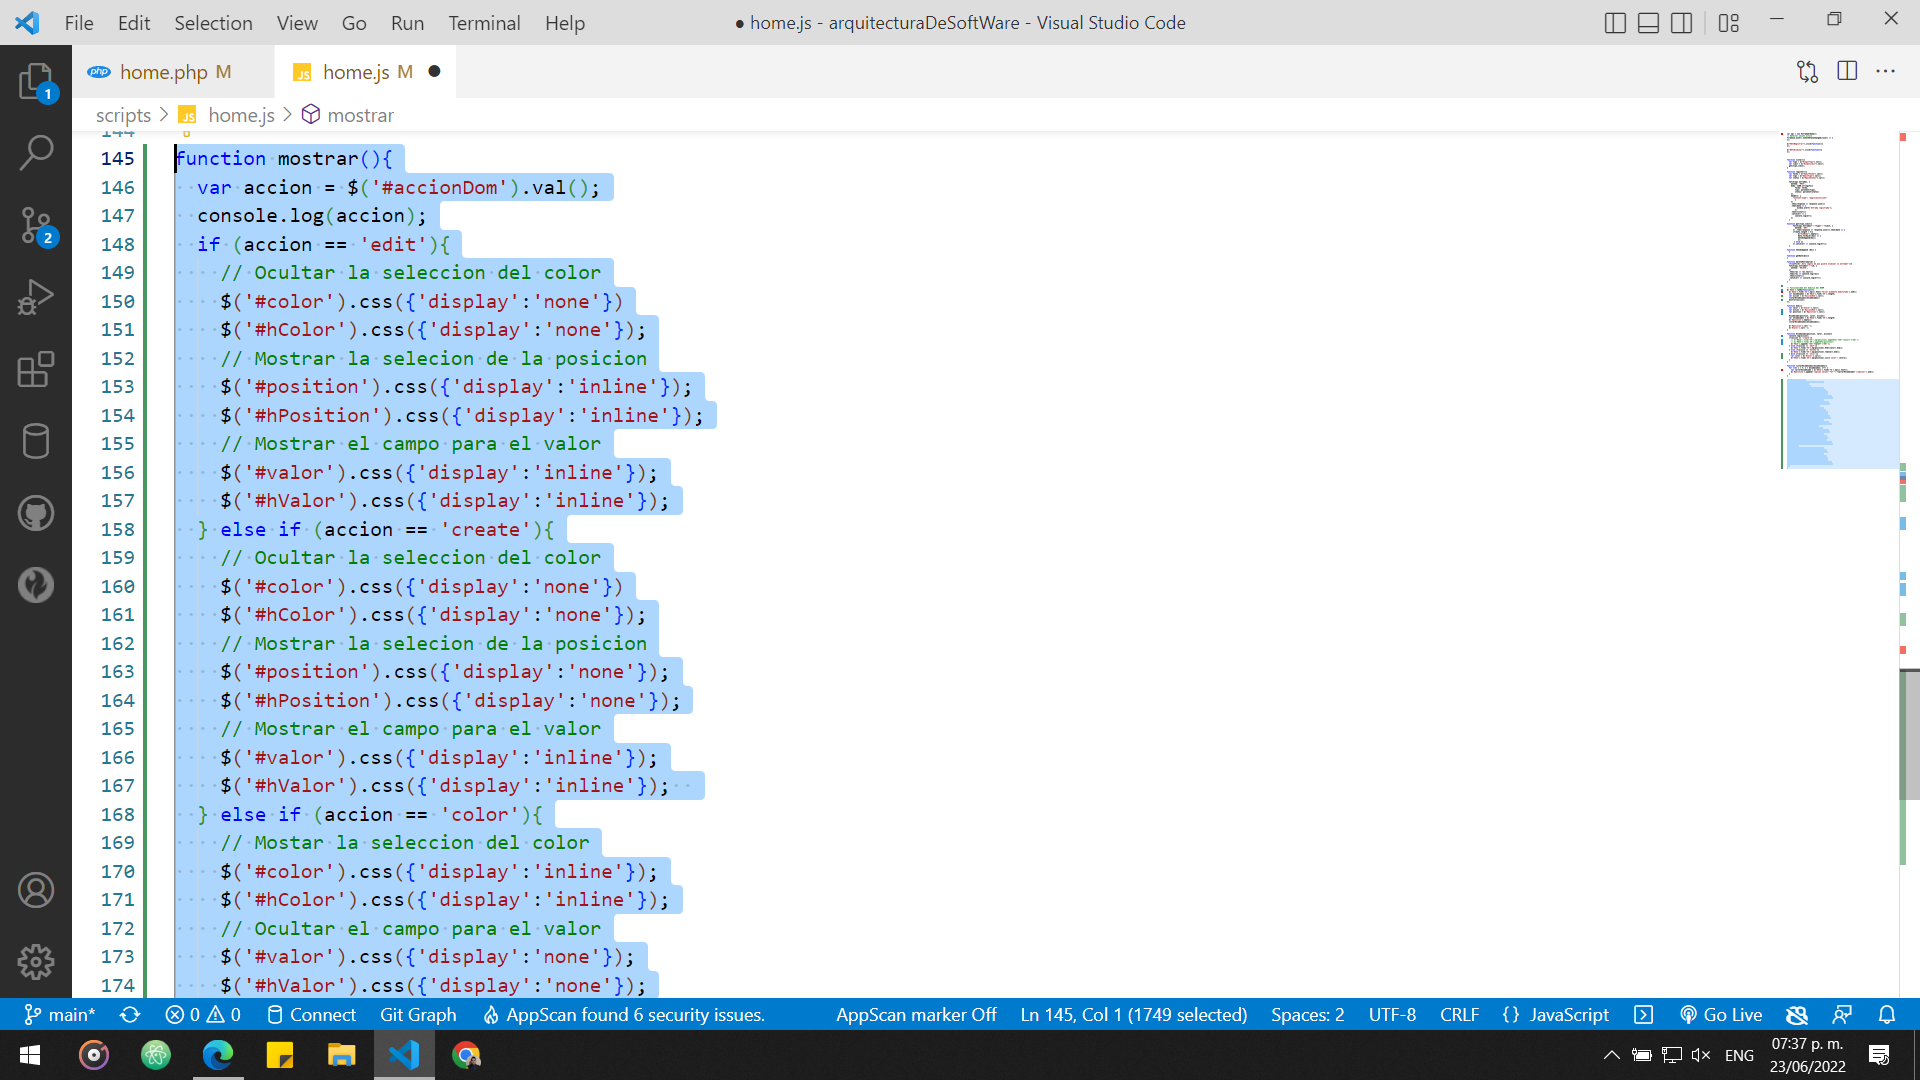 File Edit Selection View Go Run Terminal Help
● home.js - arquitecturaDeSoftWare - Visual Studio Code
php home.php M
JS home.js M ●
scripts > JS home.js > mostrar
144
145 function mostrar(){
146 var accion = $('#accionDom').val();
147 console.log(accion);
148 if (accion == 'edit'){
149 // Ocultar la seleccion del color
150 $('#color').css({'display':'none'})
151 $('#hColor').css({'display':'none'});
152 // Mostrar la selecion de la posicion
153 $('#position').css({'display':'inline'});
154 $('#hPosition').css({'display':'inline'});
155 // Mostrar el campo para el valor
156 $('#valor').css({'display':'inline'});
157 $('#hValor').css({'display':'inline'});
158 } else if (accion == 'create'){
159 // Ocultar la seleccion del color
160 $('#color').css({'display':'none'})
161 $('#hColor').css({'display':'none'});
162 // Mostrar la selecion de la posicion
163 $('#position').css({'display':'none'});
164 $('#hPosition').css({'display':'none'});
165 // Mostrar el campo para el valor
166 $('#valor').css({'display':'inline'});
167 $('#hValor').css({'display':'inline'});
168 } else if (accion == 'color'){
169 // Mostar la seleccion del color
170 $('#color').css({'display':'inline'});
171 $('#hColor').css({'display':'inline'});
172 // Ocultar el campo para el valor
173 $('#valor').css({'display':'none'});
174 $('#hValor').css({'display':'none'});
1
2
main* 0 0 Connect Git Graph AppScan found 6 security issues. AppScan marker Off Ln 145, Col 1 (1749 selected) Spaces: 2 UTF-8 CRLF {} JavaScript Go Live
ENG
07:37 p. m.
23/06/2022